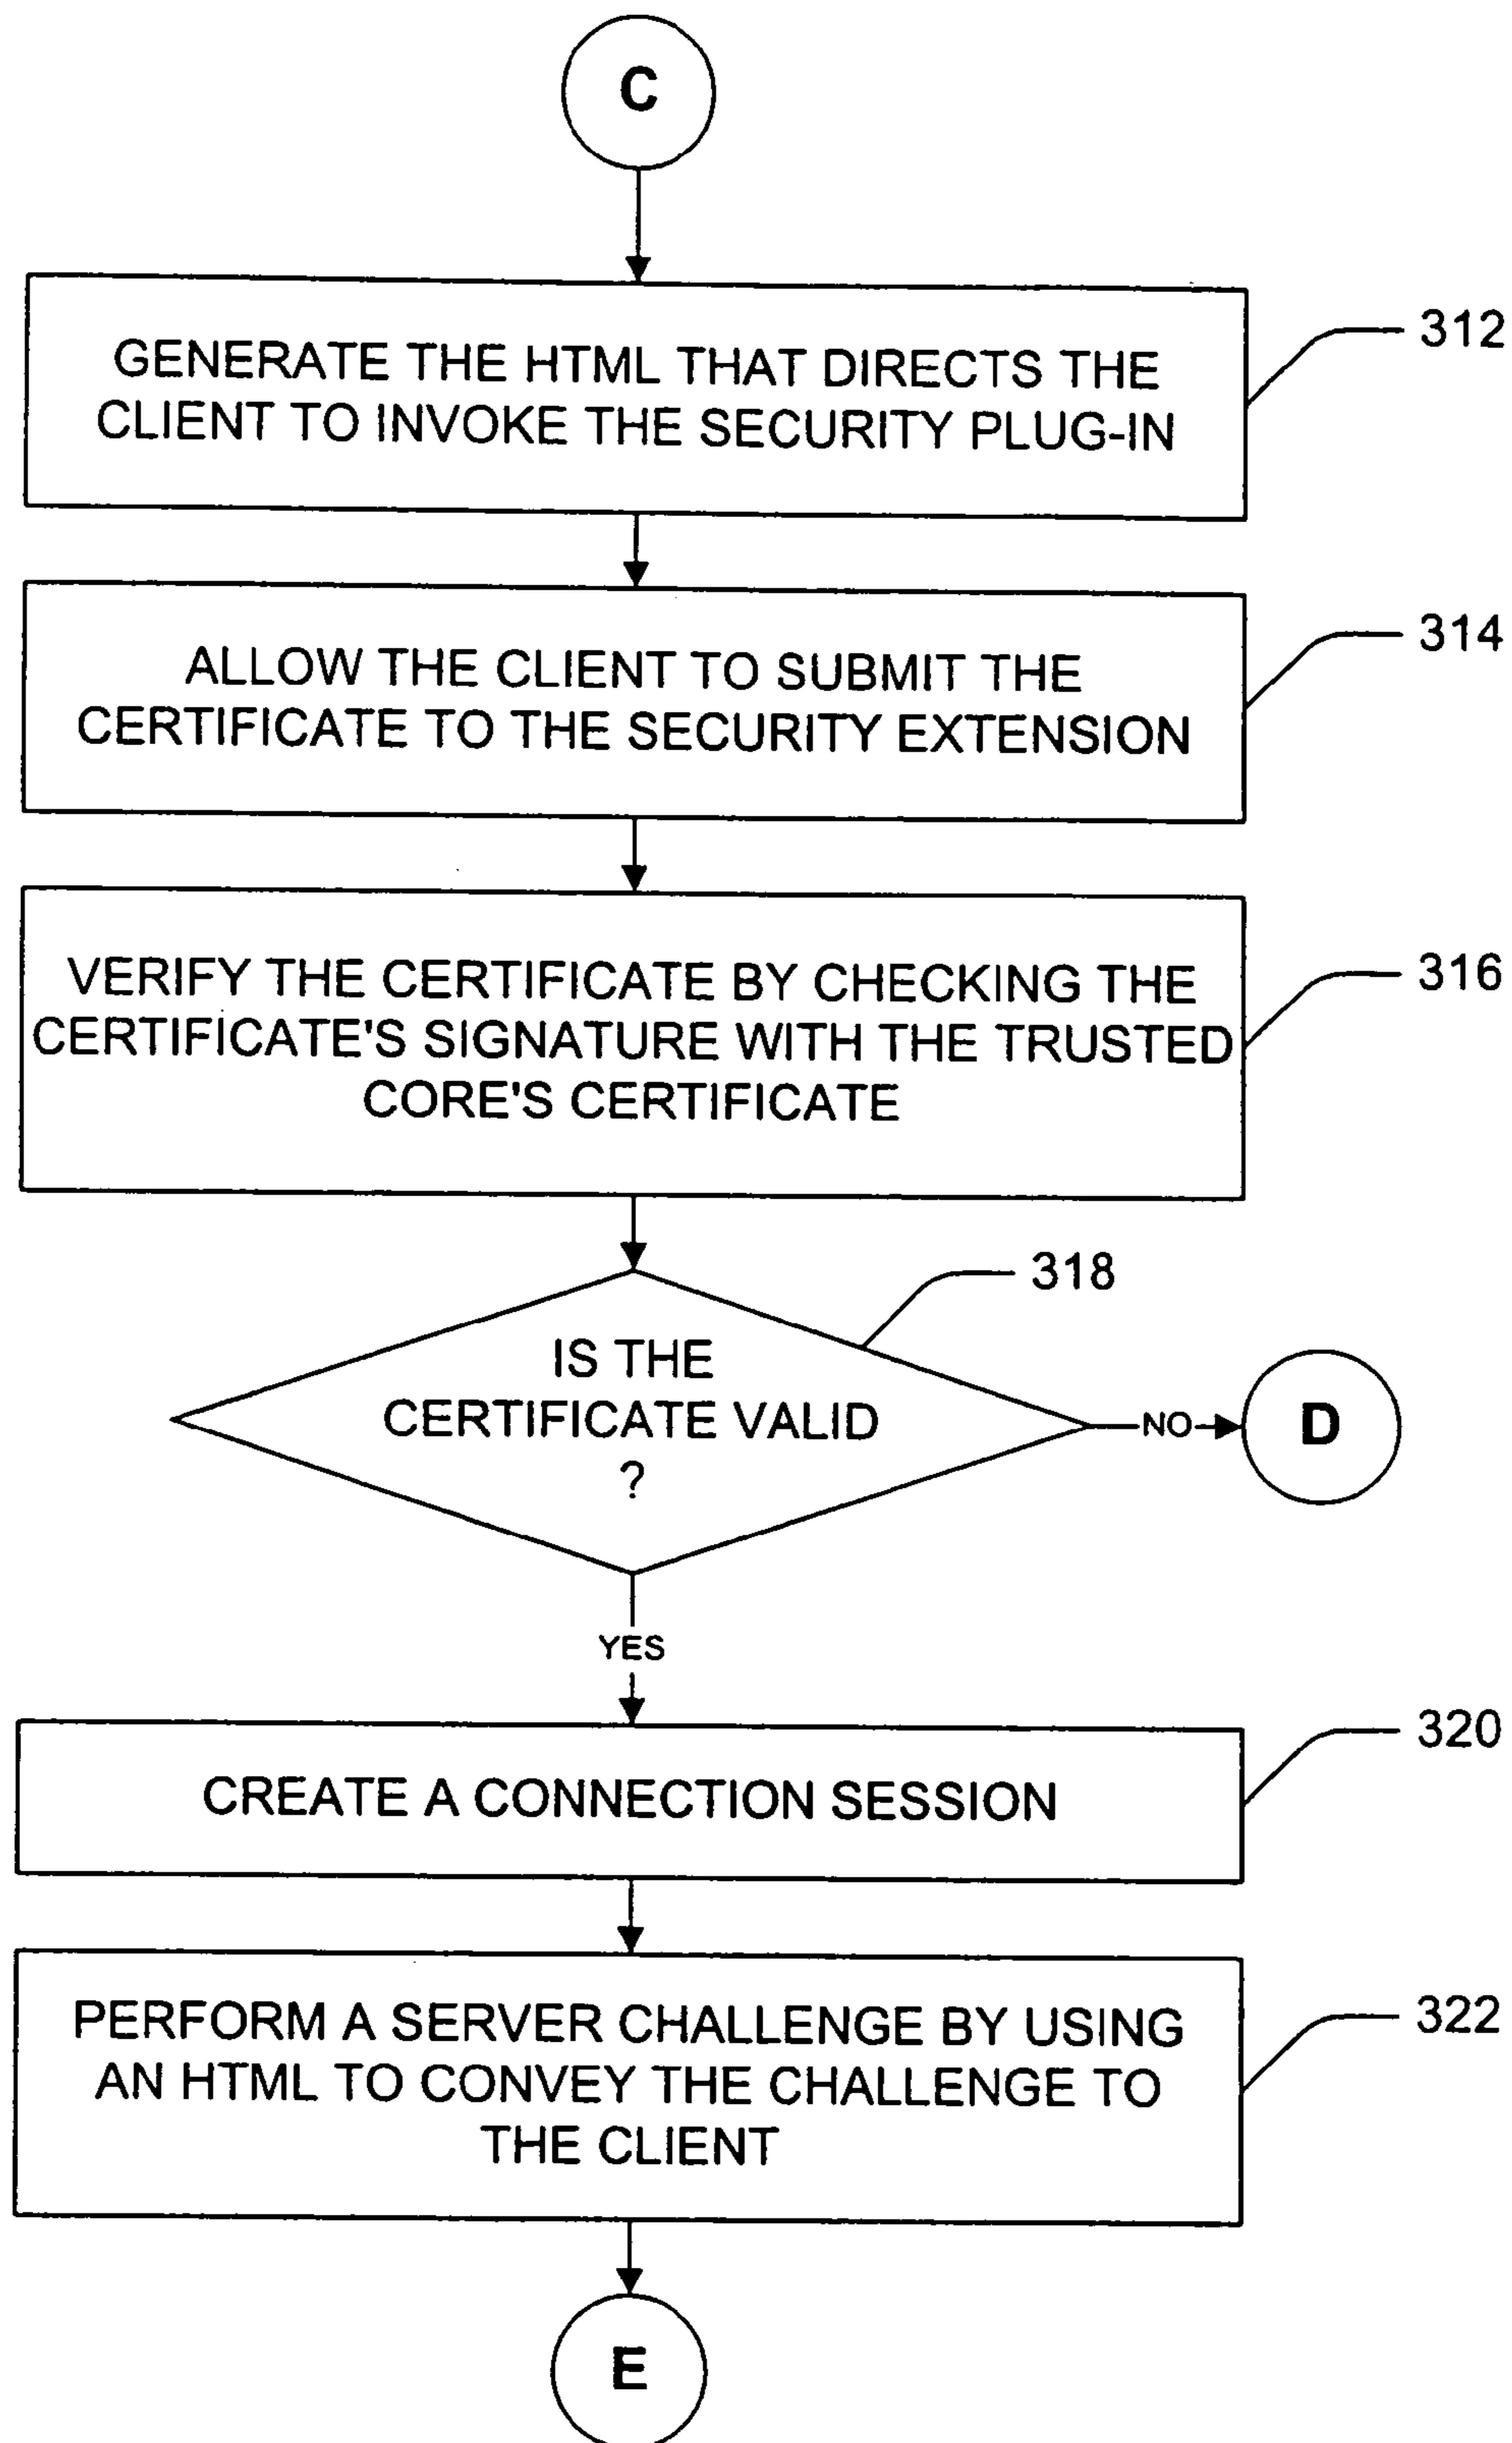 C
GENERATE THE HTML THAT DIRECTS THE
CLIENT TO INVOKE THE SECURITY PLUG-IN
312
ALLOW THE CLIENT TO SUBMIT THE
CERTIFICATE TO THE SECURITY EXTENSION
314
VERIFY THE CERTIFICATE BY CHECKING THE
CERTIFICATE'S SIGNATURE WITH THE TRUSTED
CORE'S CERTIFICATE
316
318
IS THE
CERTIFICATE VALID
?
NO
D
YES
CREATE A CONNECTION SESSION
320
PERFORM A SERVER CHALLENGE BY USING
AN HTML TO CONVEY THE CHALLENGE TO
THE CLIENT
322
E